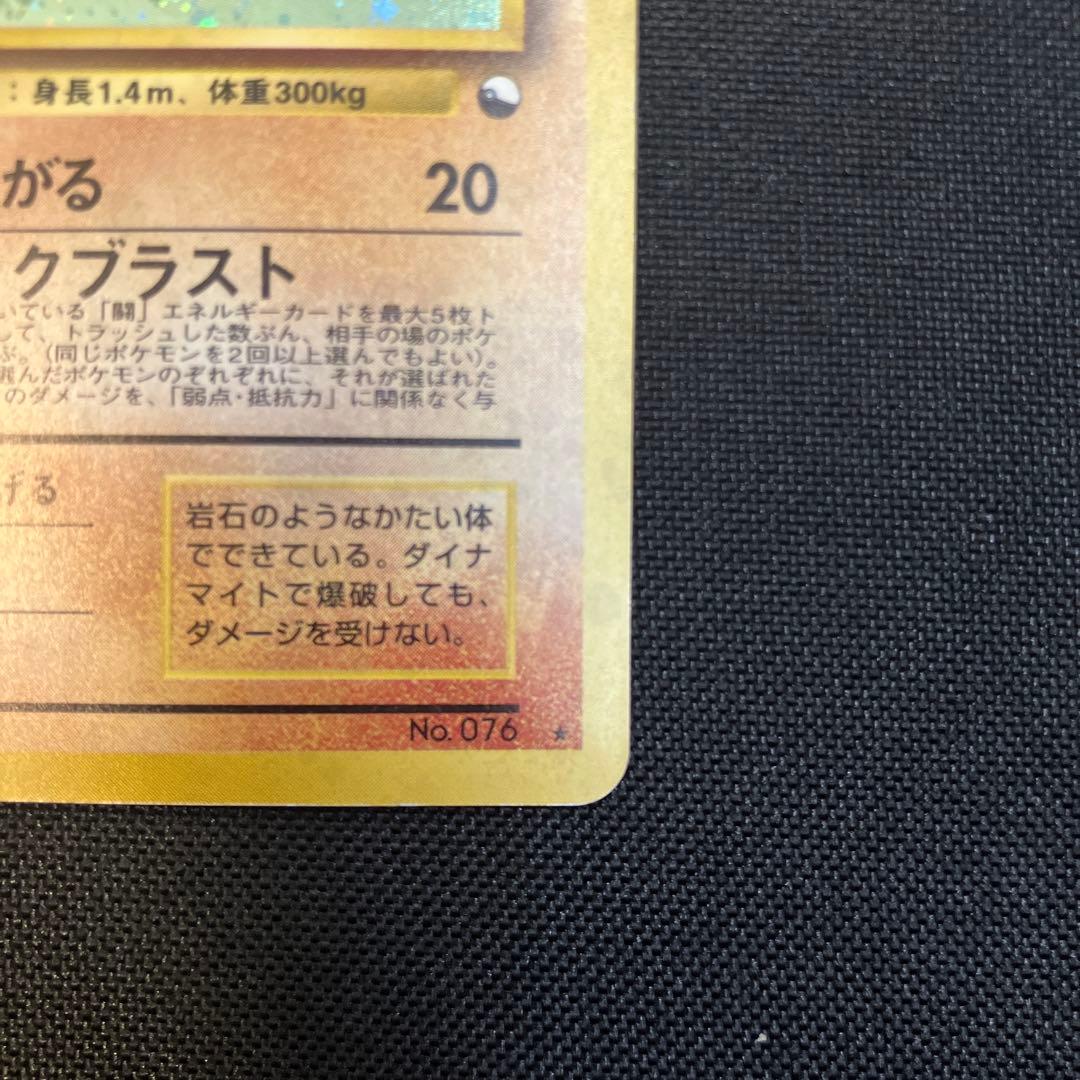 ：身長1.4m、体重300kg
がる 20
クブラスト
いている「闘」エネルギーカードを最大5枚ト
して、トラッシュした数ぶん、相手の場のポケ
ぶ。（同じポケモンを2回以上選んでもよい）。
選んだポケモンのそれぞれに、それが選ばれた
のダメージを、「弱点・抵抗力」に関係なく与
げる
岩石のようなかたい体
でできている。ダイナ
マイトで爆破しても、
ダメージを受けない。
No. 076 ★